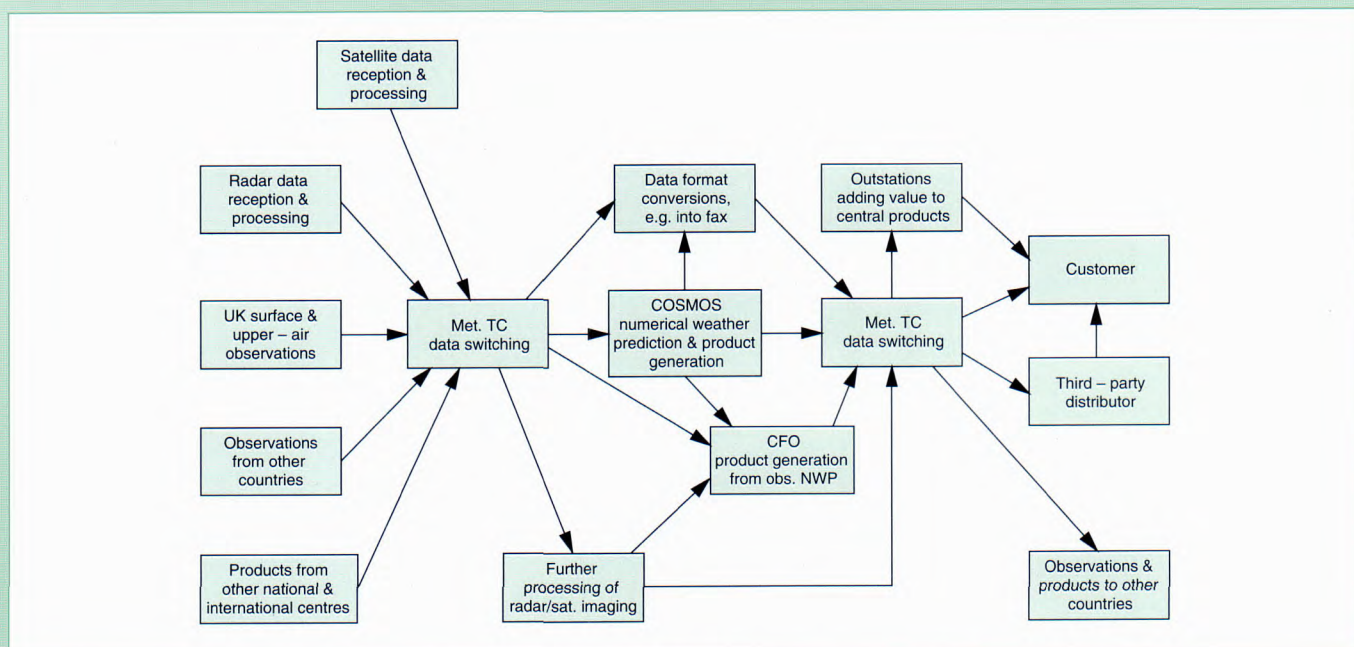 Satellite data
reception &
processing
Radar data
reception &
processing
Data format
conversions,
e.g. into fax
Outstations
adding value to
central products
Customer
UK surface &
upper – air
observations
Met. TC
data switching
COSMOS
numerical weather
prediction & product
generation
Met. TC
data switching
Third – party
distributor
Observations
from other
countries
CFO
product generation
from obs. NWP
Products from
other national &
international centres
Further
processing of
radar/sat. imaging
Observations &
products to other
countries